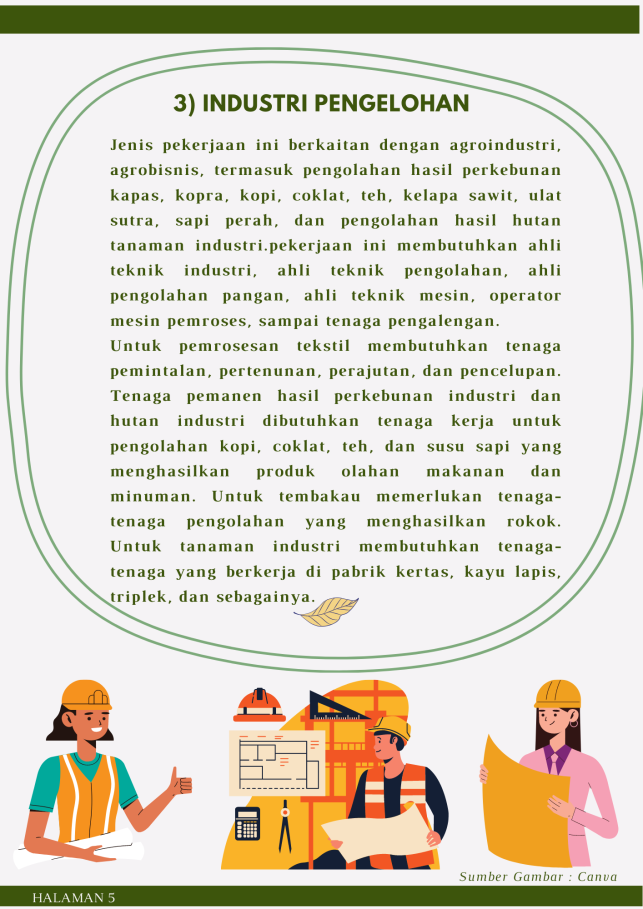 3) INDUSTRI PENGELOHAN
Jenis pekerjaan ini berkaitan dengan agroindustri,
agrobisnis, termasuk pengolahan hasil perkebunan
kapas, kopra, kopi, coklat, teh, kelapa sawit, ulat
sutra, sapi perah, dan pengolahan hasil hutan
tanaman industri.pekerjaan ini membutuhkan ahli
teknik industri, ahli teknik pengolahan, ahli
pengolahan pangan, ahli teknik mesin, operator
mesin pemroses, sampai tenaga pengalengan.
Untuk pemrosesan tekstil membutuhkan tenaga
pemintalan, pertenunan, perajutan, dan pencelupan.
Tenaga pemanen hasil perkebunan industri dan
hutan industri dibutuhkan tenaga kerja untuk
pengolahan kopi, coklat, teh, dan susu sapi yang
menghasilkan produk olahan makanan dan
minuman. Untuk tembakau memerlukan tenaga-
tenaga pengolahan yang menghasilkan rokok.
Untuk tanaman industri membutuhkan tenaga-
tenaga yang berkerja di pabrik kertas, kayu lapis,
triplek, dan sebagainya.
Sumber Gambar : Canva
HALAMAN 5